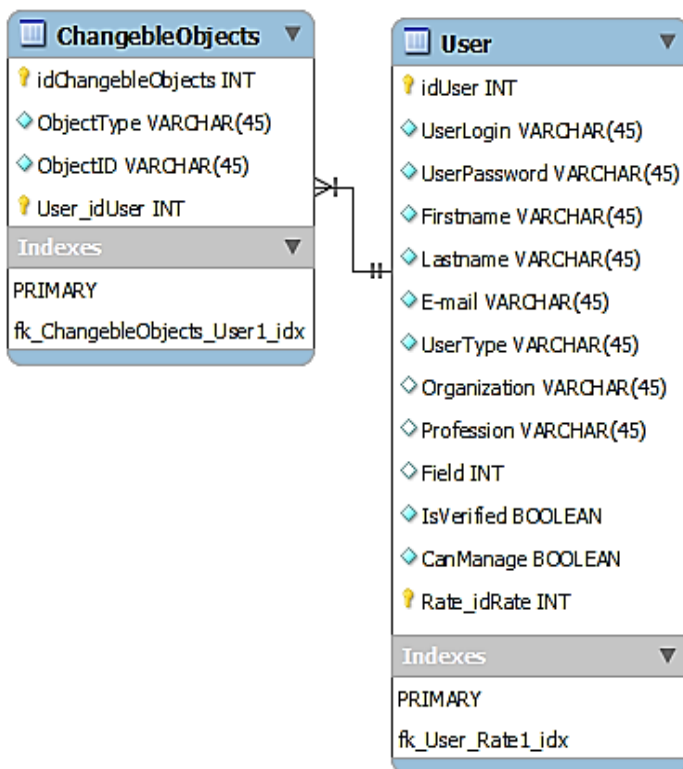 ChangebleObjects
idChangebleObjects INT
ObjectType VARCHAR(45)
ObjectID VARCHAR(45)
User_idUser INT
Indexes
PRIMARY
fk_ChangebleObjects_User1_idx
User
idUser INT
UserLogin VARCHAR(45)
UserPassword VARCHAR(45)
Firstname VARCHAR(45)
Lastname VARCHAR(45)
E-mail VARCHAR(45)
UserType VARCHAR(45)
Organization VARCHAR(45)
Profession VARCHAR(45)
Field INT
IsVerified BOOLEAN
CanManage BOOLEAN
Rate_idRate INT
Indexes
PRIMARY
fk_User_Rate1_idx